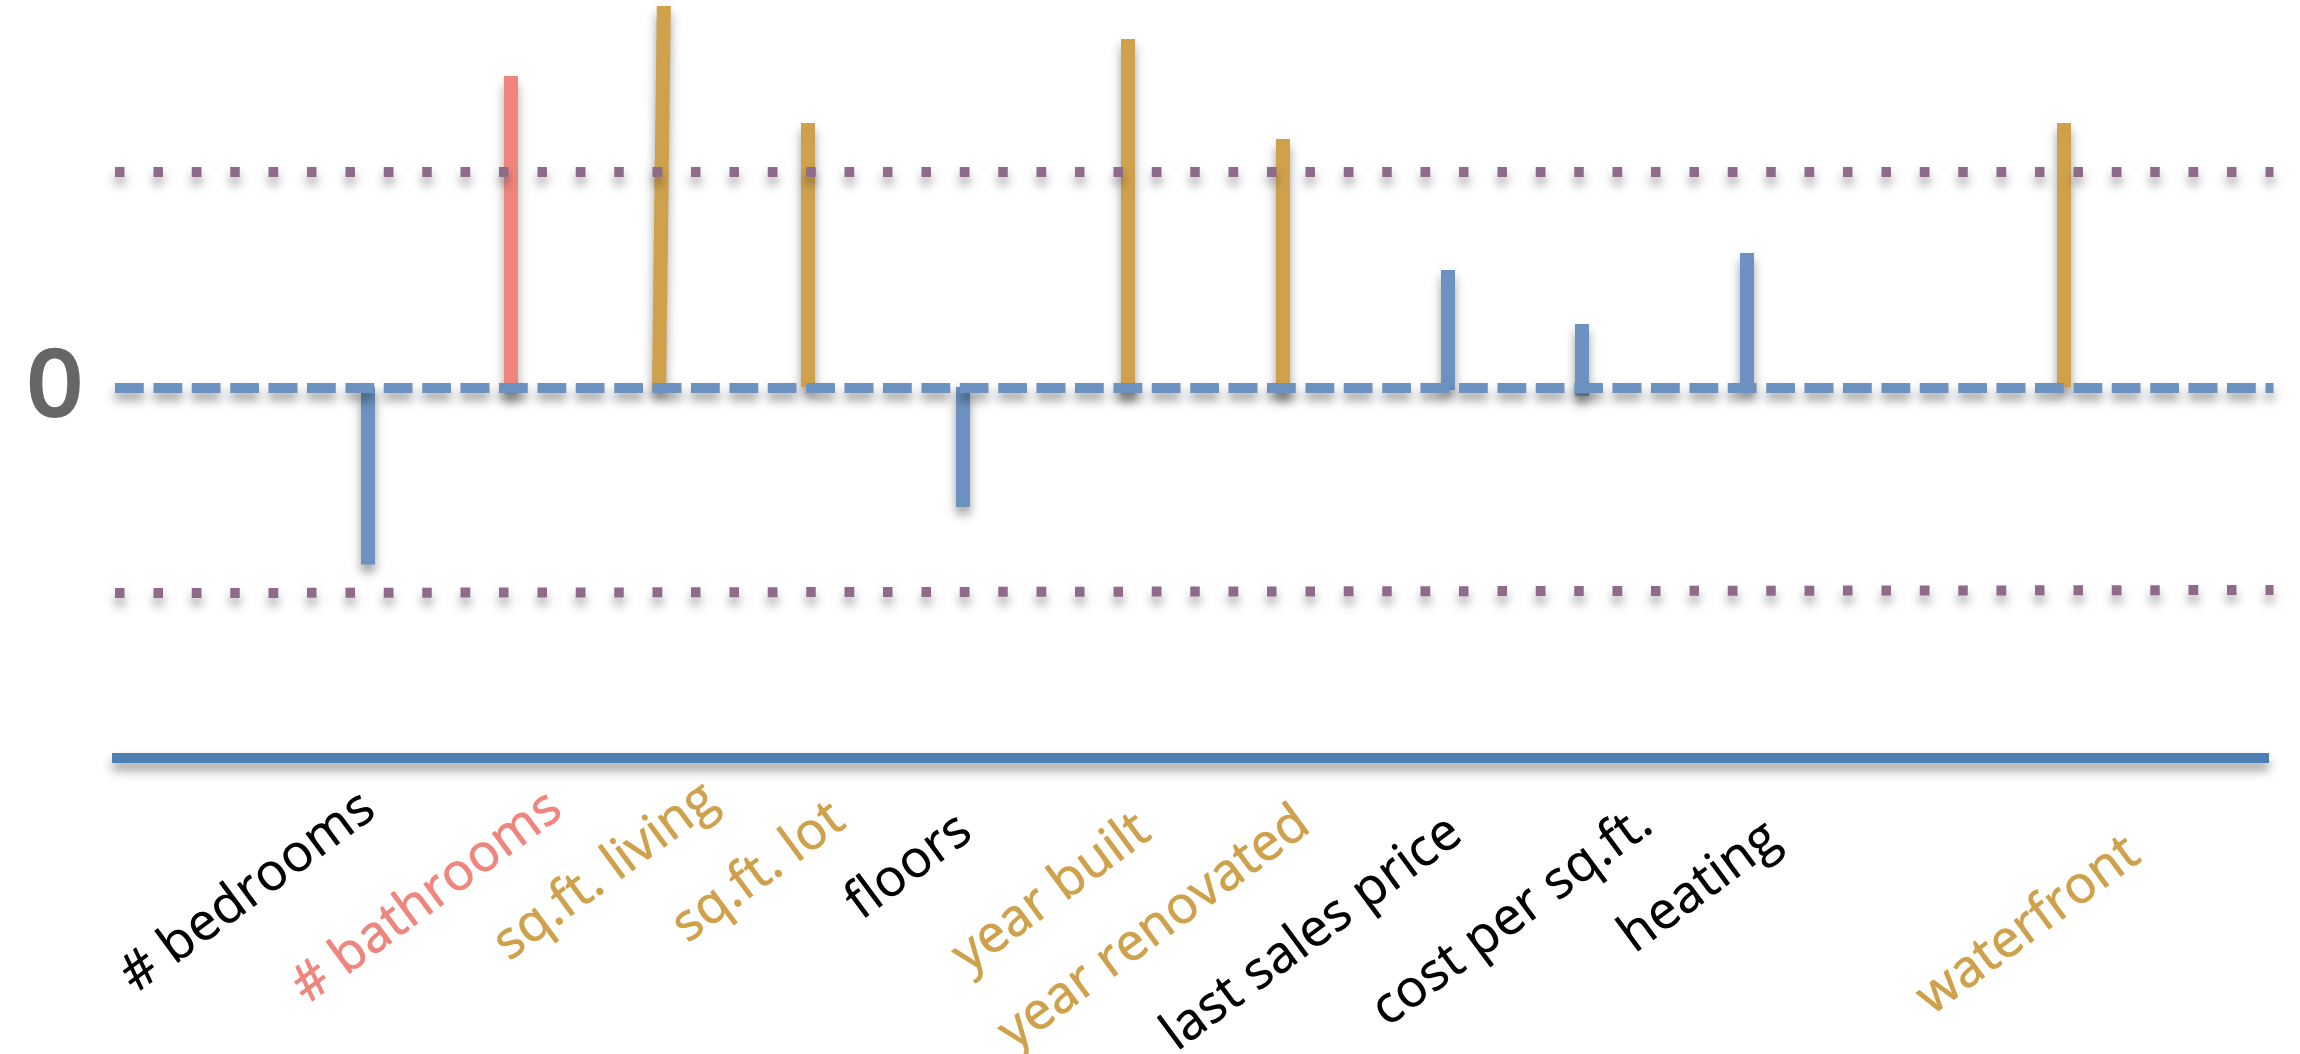 0
# bedrooms
# bathrooms
sq.ft. living
sq.ft. lot
floors
year built
year renovated
last sales price
cost per sq.ft.
heating
waterfront